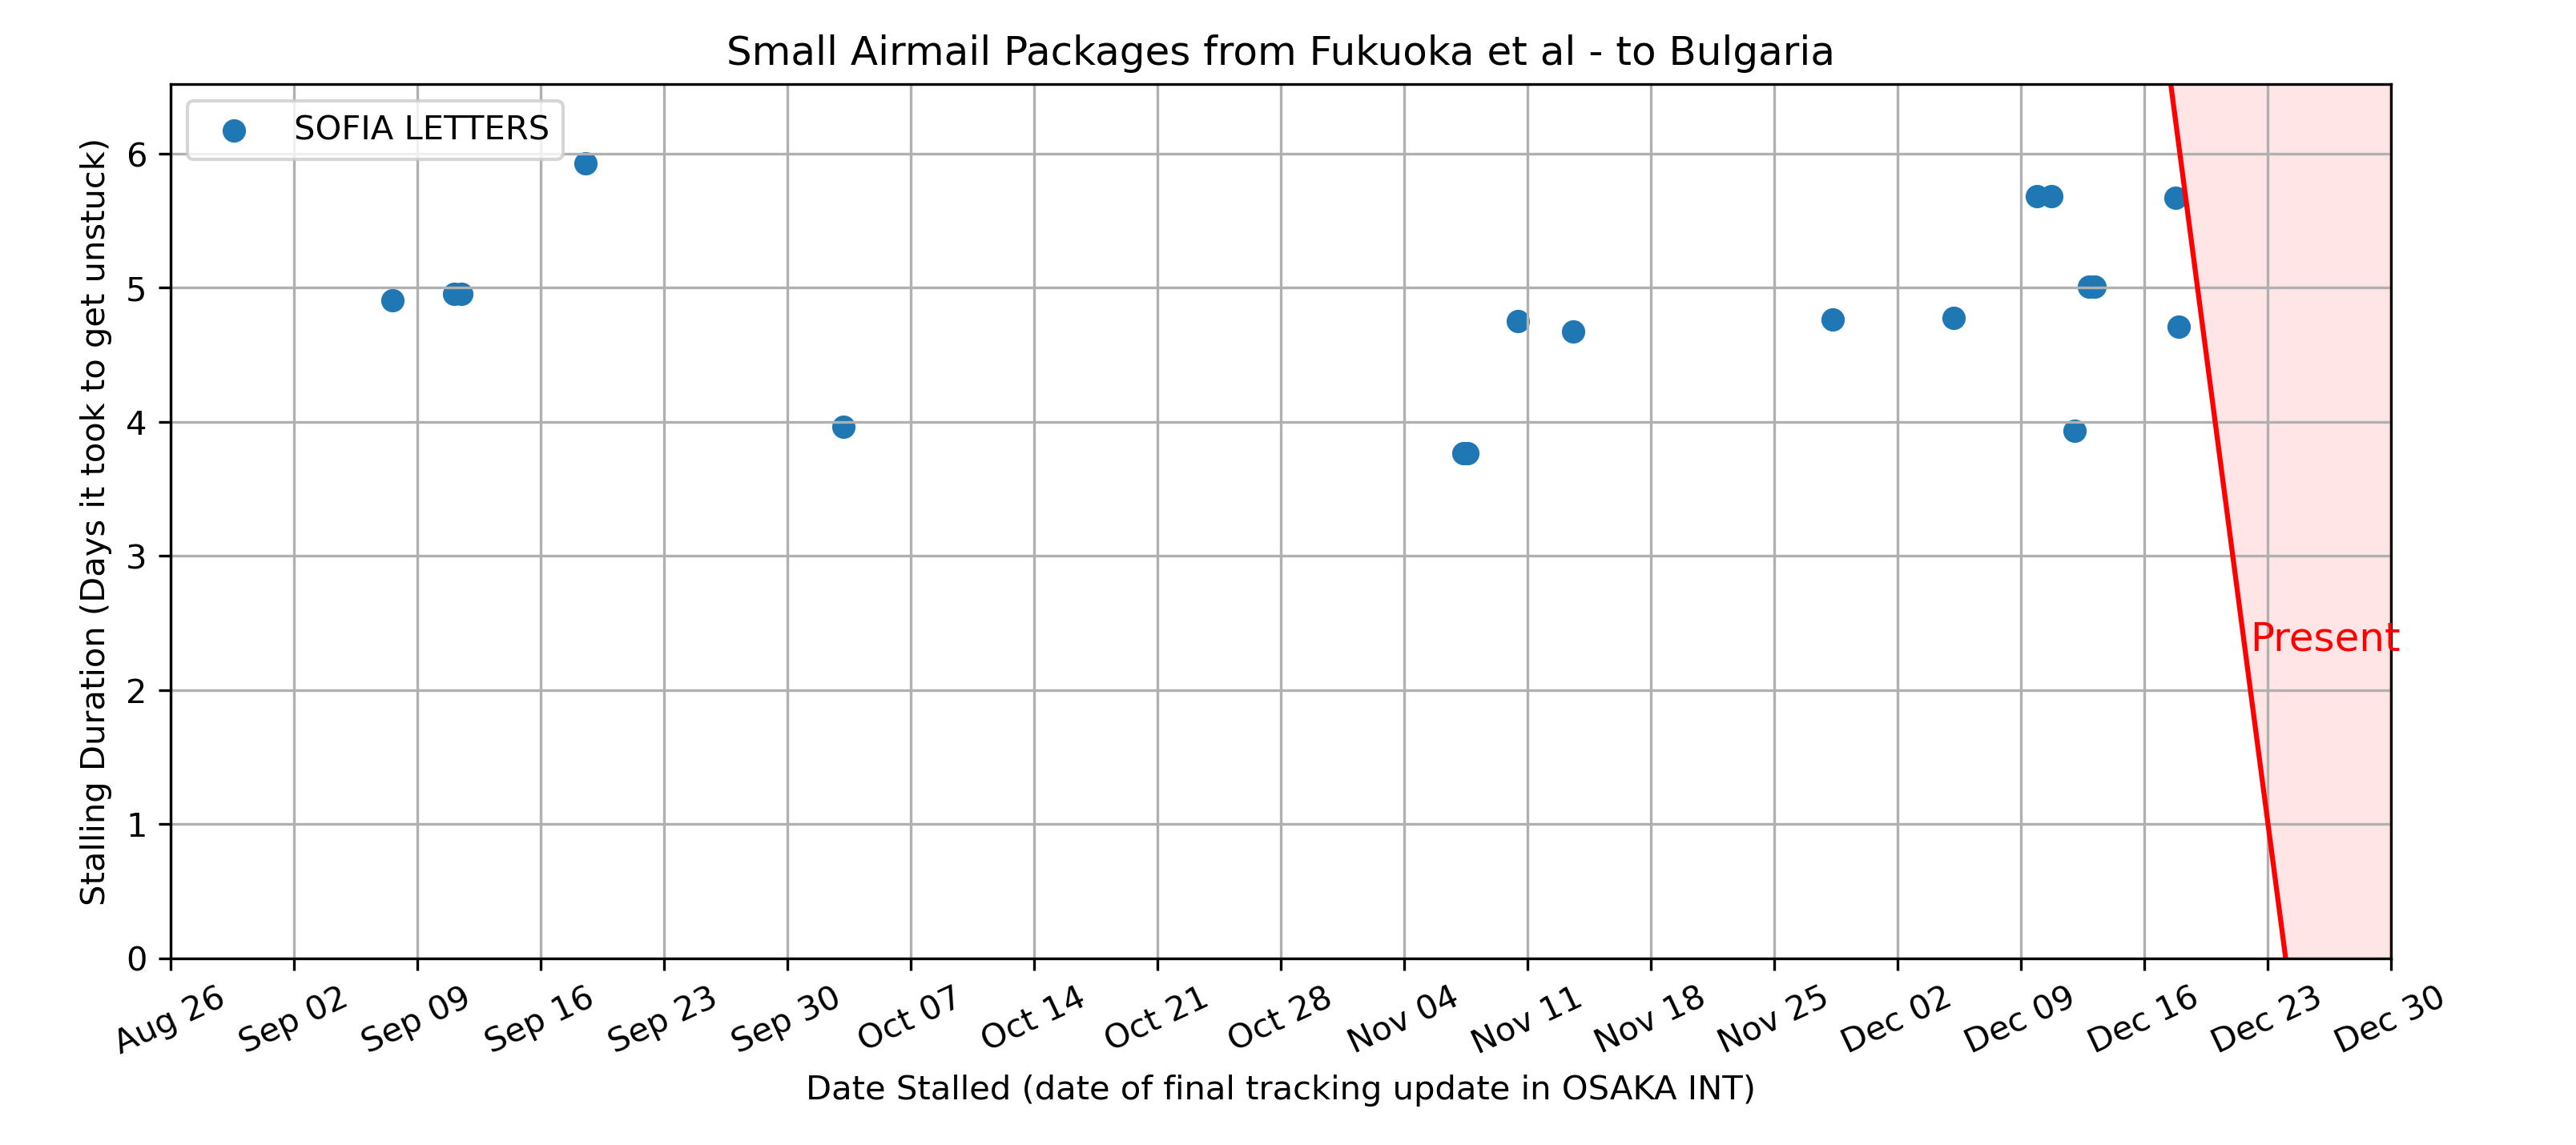 Small Airmail Packages from Fukuoka et al - to Bulgaria
SOFIA LETTERS
Stalling Duration (Days it took to get unstuck)
6
5
4
3
2
1
0
Present
Aug 26
Sep 02
Sep 09
Sep 16
Sep 23
Sep 30
Oct 07
Oct 14
Oct 21
Oct 28
Nov 04
Nov 11
Nov 18
Nov 25
Dec 02
Dec 09
Dec 16
Dec 23
Dec 30
Date Stalled (date of final tracking update in OSAKA INT)